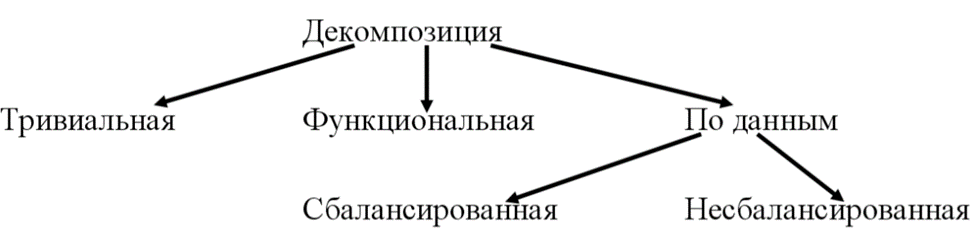 Декомпозиция
Тривиальная Функциональная По данным
Сбалансированная Несбалансированная